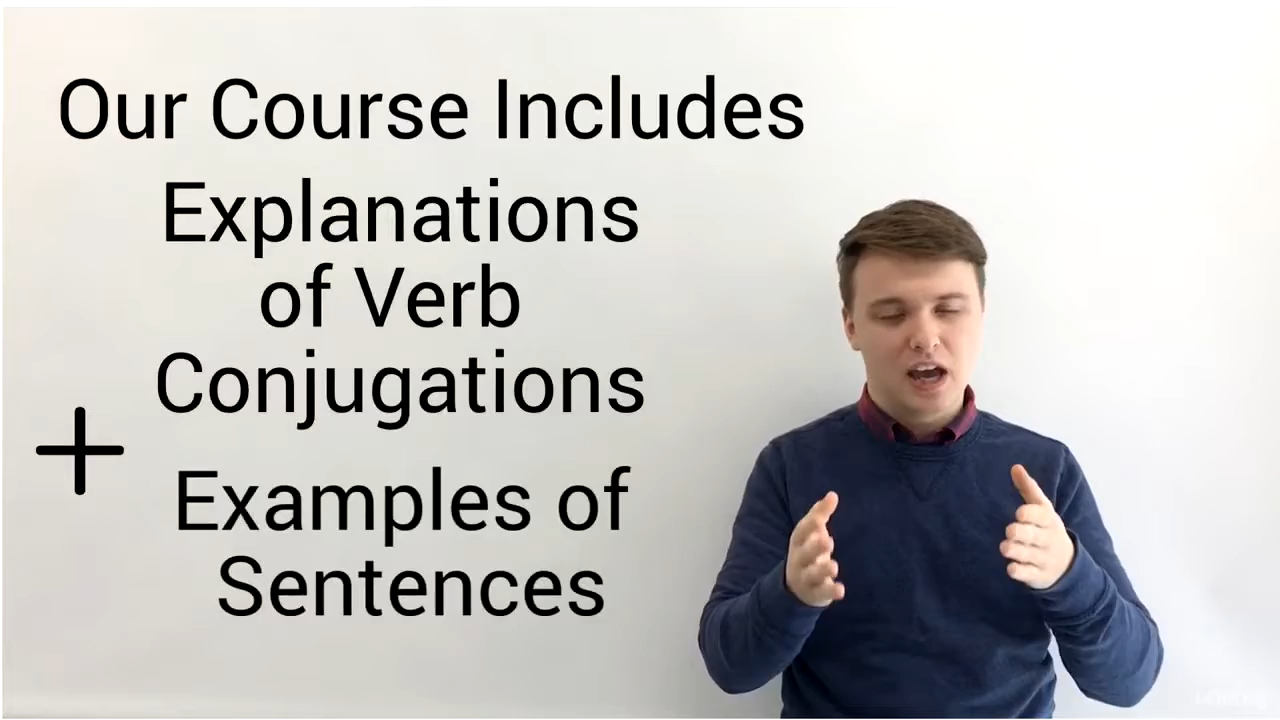 Our Course Includes
Explanations
of Verb
Conjugations
+
Examples of
Sentences